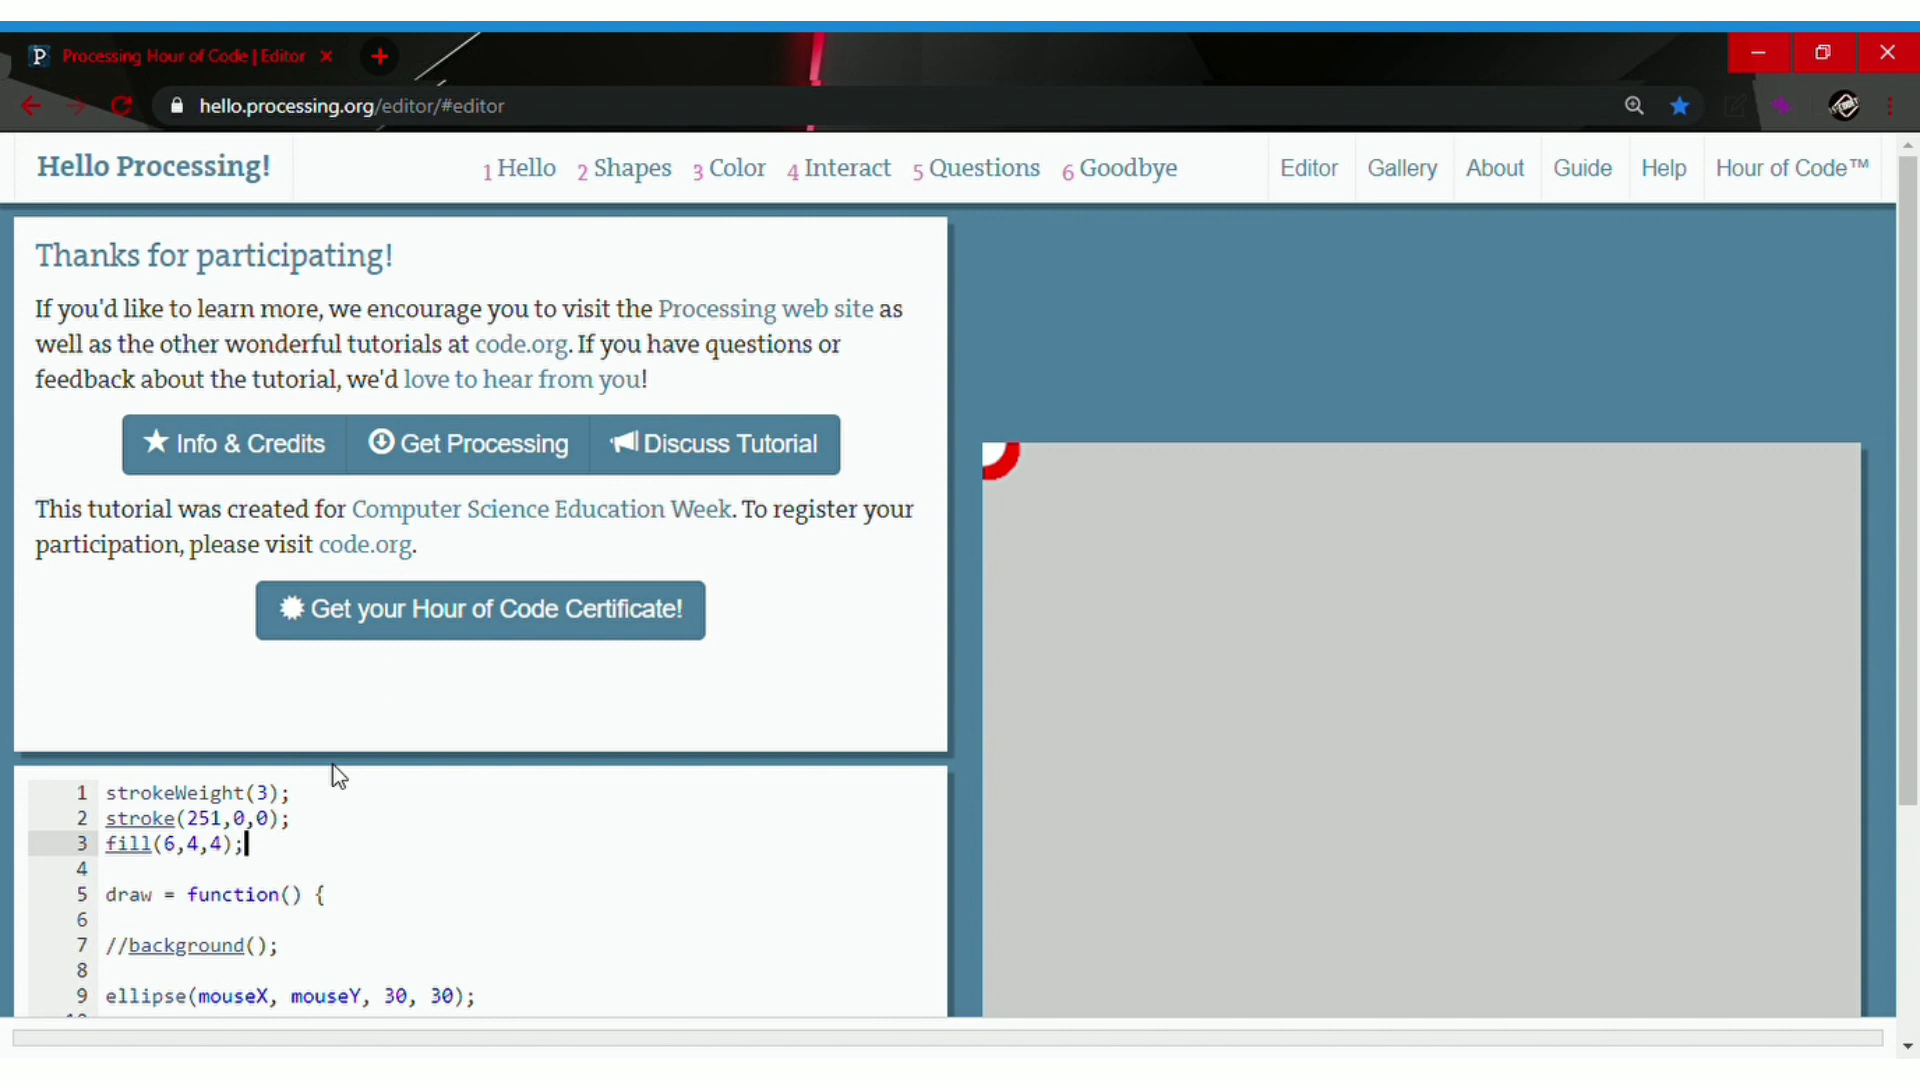 Processing Hour of Code | Editor
hello.processing.org/editor/#editor
Hello Processing!
1 Hello 2 Shapes 3 Color 4 Interact 5 Questions 6 Goodbye
Editor Gallery About Guide Help Hour of Code™
Thanks for participating!
If you'd like to learn more, we encourage you to visit the Processing web site as
well as the other wonderful tutorials at code.org. If you have questions or
feedback about the tutorial, we'd love to hear from you!
Info & Credits Get Processing Discuss Tutorial
This tutorial was created for Computer Science Education Week. To register your
participation, please visit code.org.
Get your Hour of Code Certificate!
1 strokeWeight(3);
2 stroke(251,0,0);
3 fill(6,4,4);
4
5 draw = function() {
6
7 //background();
8
9 ellipse(mouseX, mouseY, 30, 30);